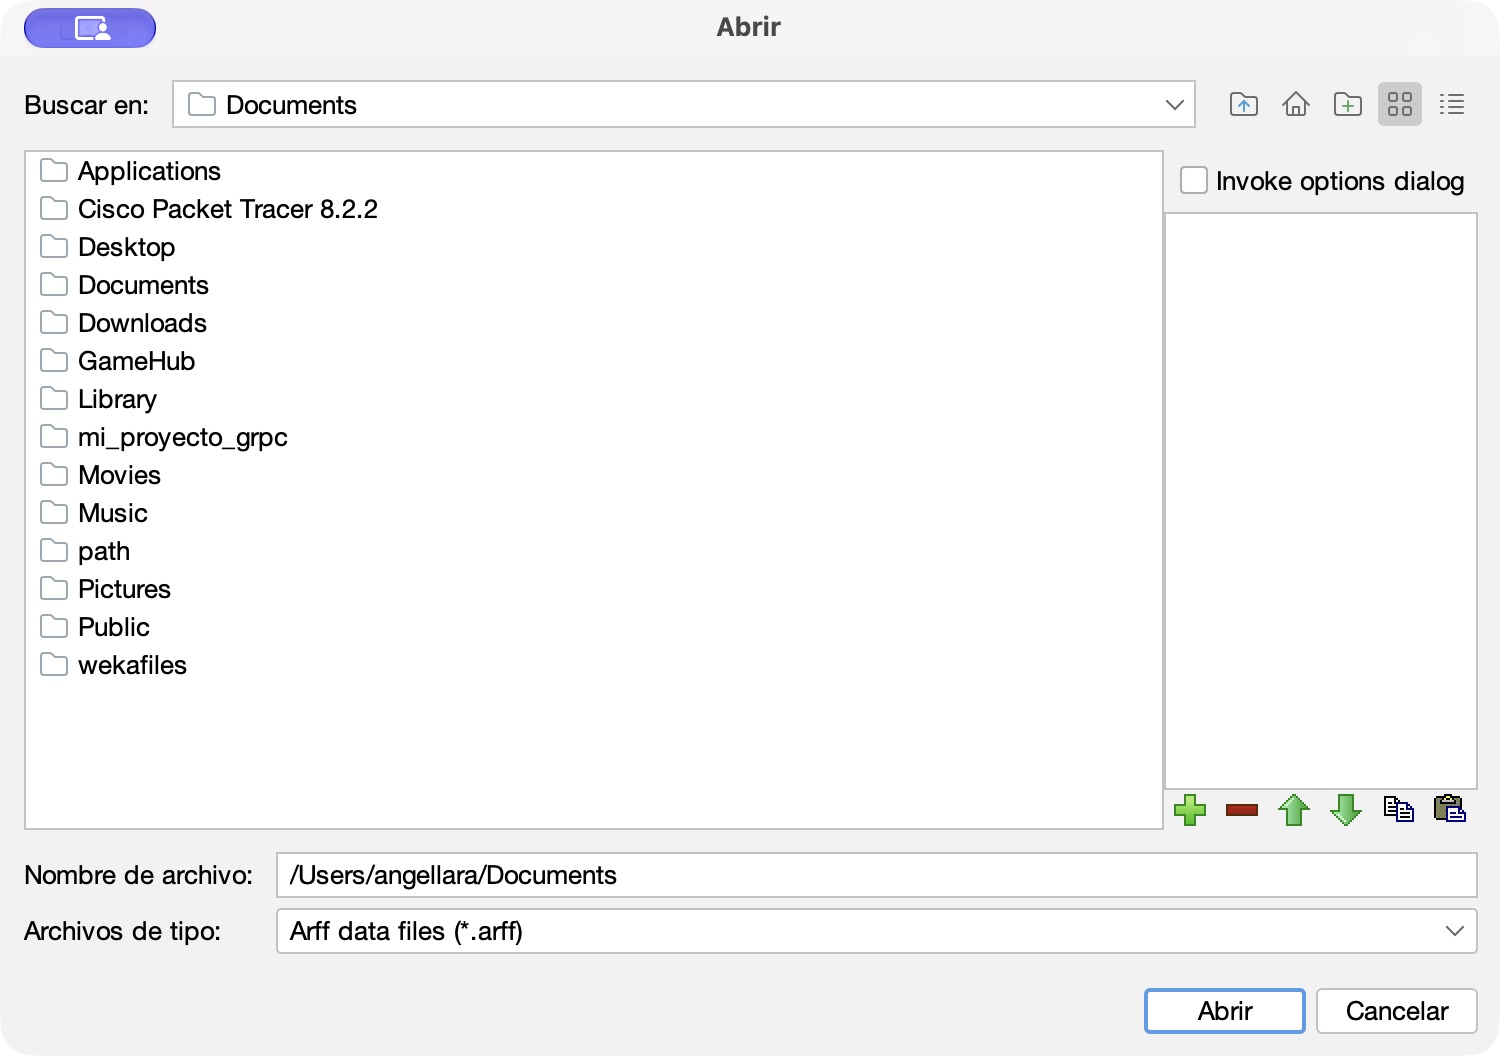 Abrir
Buscar en: Documents
Applications
Invoke options dialog
Cisco Packet Tracer 8.2.2
Desktop
Documents
Downloads
GameHub
Library
mi_proyecto_grpc
Movies
Music
path
Pictures
Public
wekafiles
Nombre de archivo: /Users/angellara/Documents
Archivos de tipo: Arff data files (*.arff)
Abrir Cancelar